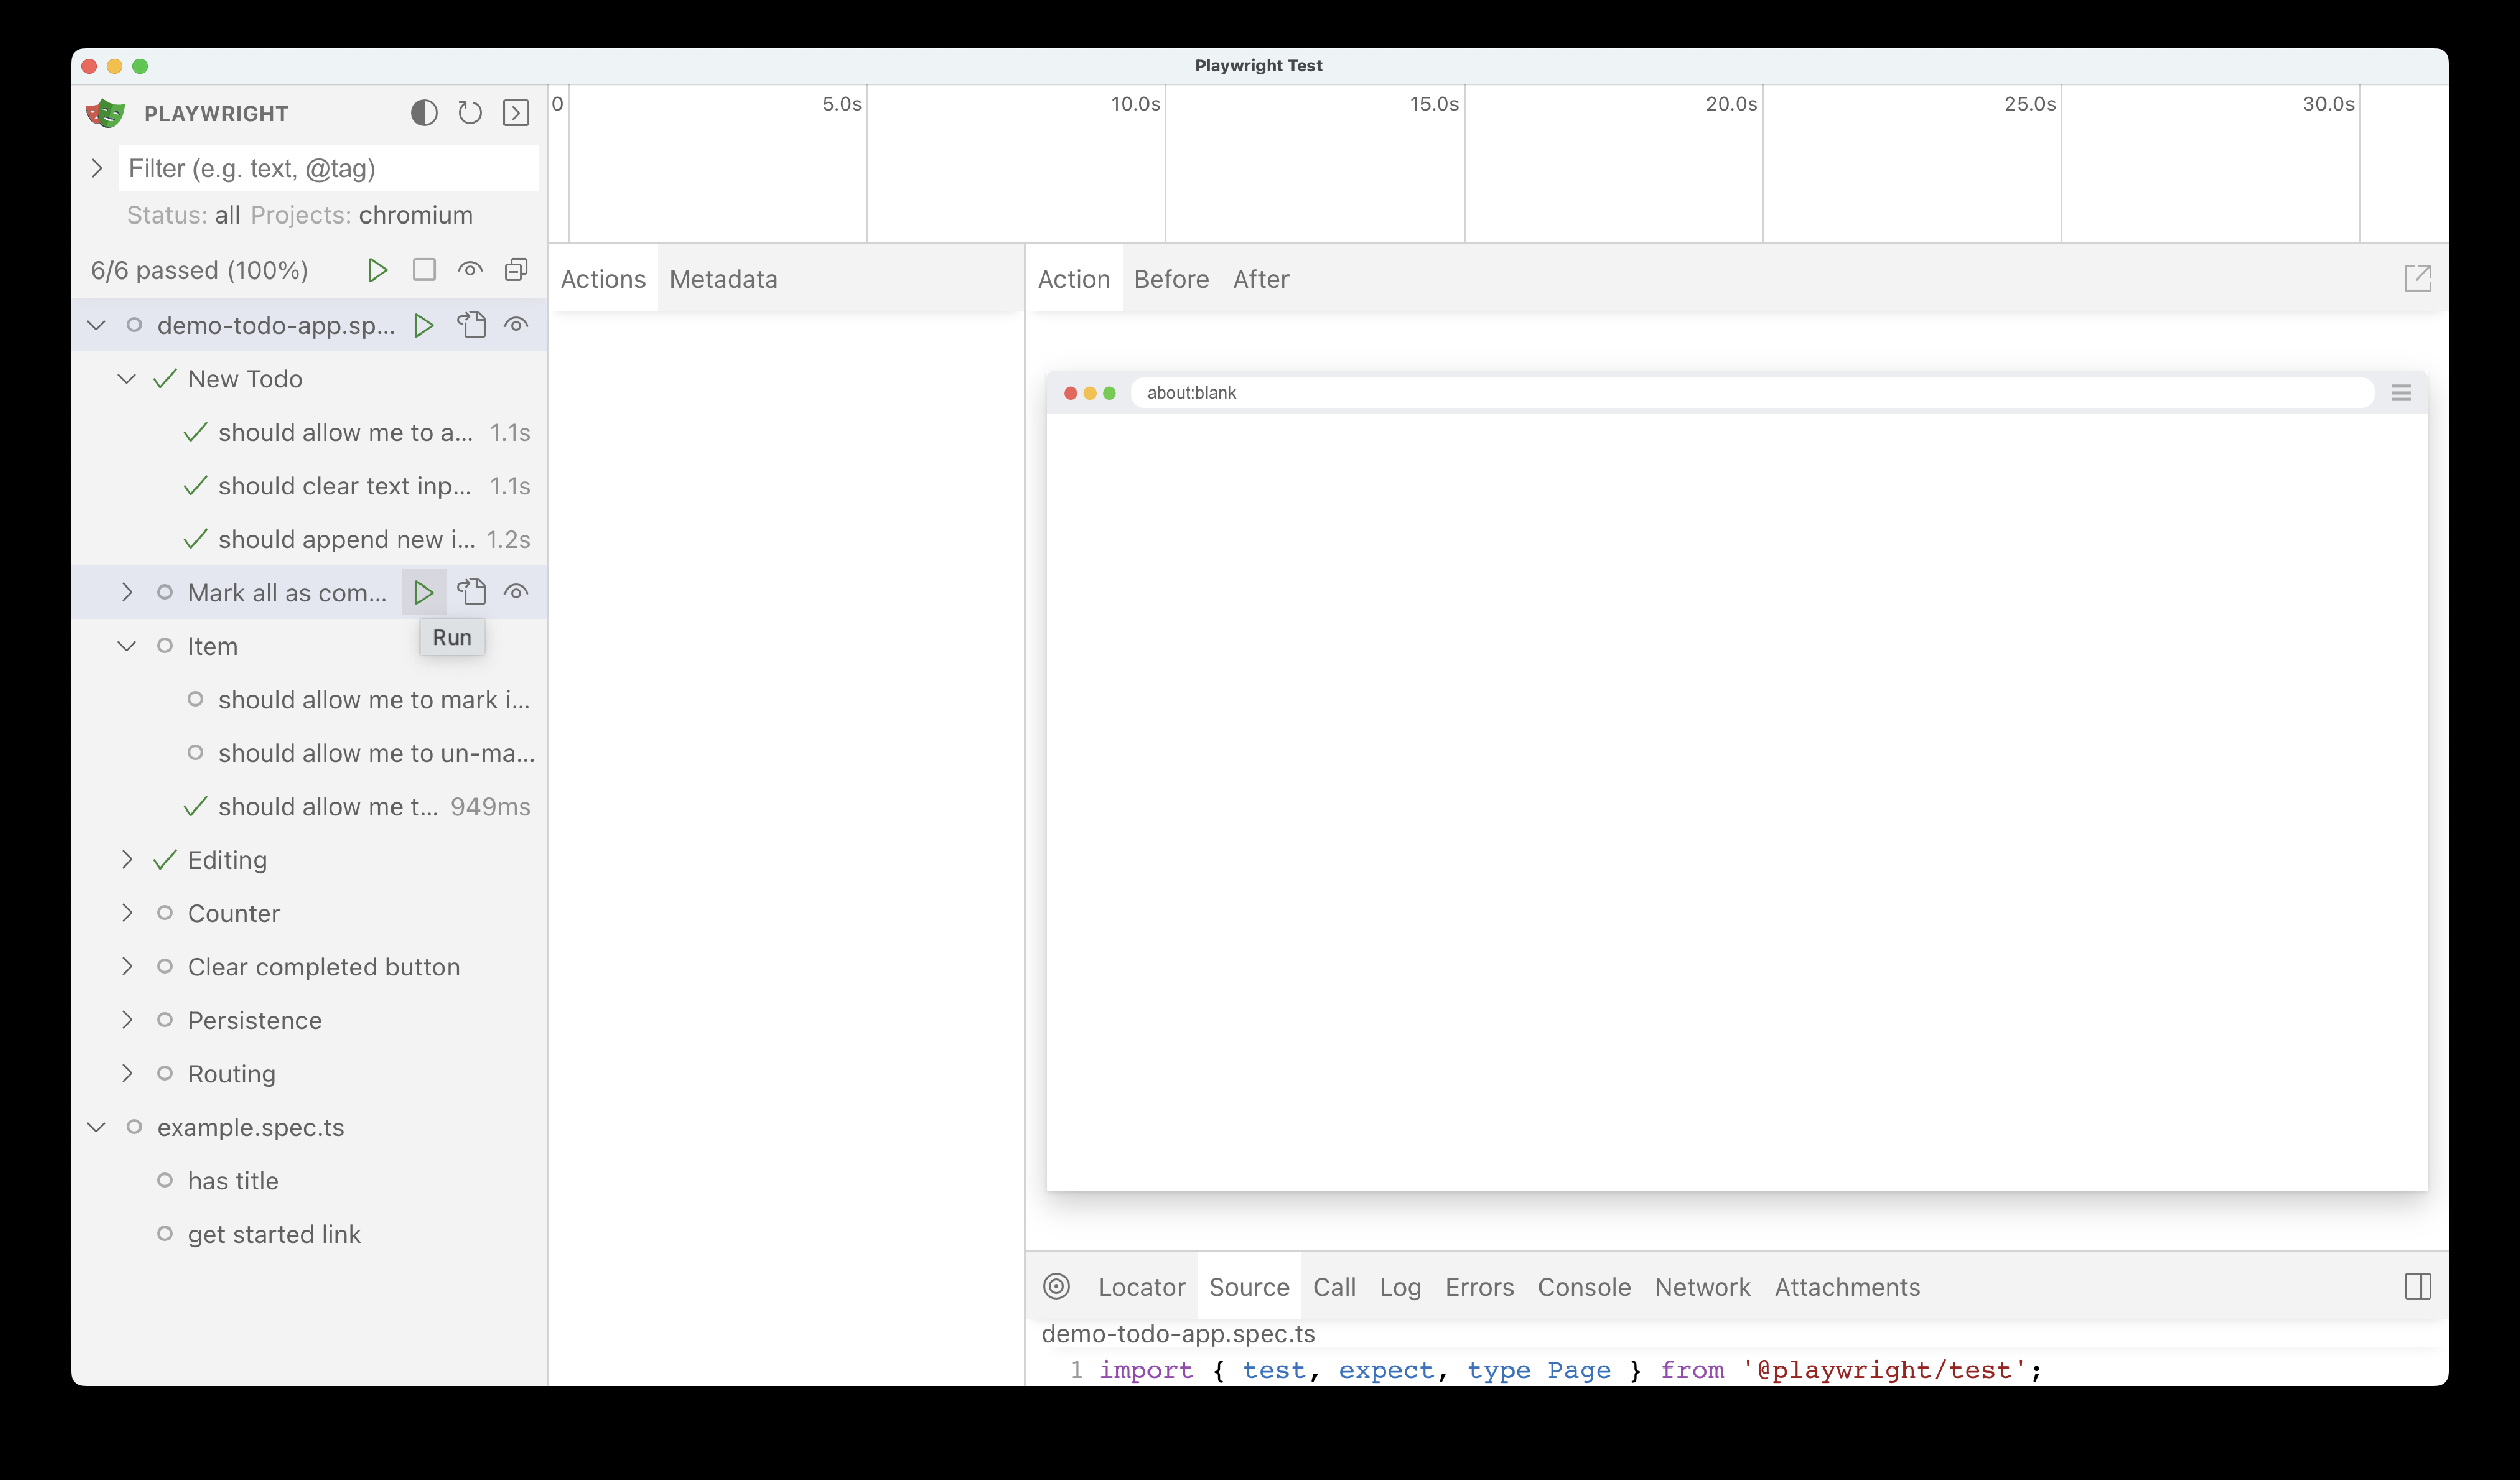 Playwright Test
PLAYWRIGHT
Filter (e.g. text, @tag)
Status: all Projects: chromium
6/6 passed (100%)
demo-todo-app.sp...
New Todo
should allow me to a... 1.1s
should clear text inp... 1.1s
should append new i... 1.2s
Mark all as com...
Run
Item
should allow me to mark i...
should allow me to un-ma...
should allow me t... 949ms
Editing
Counter
Clear completed button
Persistence
Routing
example.spec.ts
has title
get started link
0 5.0s 10.0s 15.0s 20.0s 25.0s 30.0s
Actions Metadata
Action Before After
about:blank
Locator Source Call Log Errors Console Network Attachments
demo-todo-app.spec.ts
1 import { test, expect, type Page } from '@playwright/test';